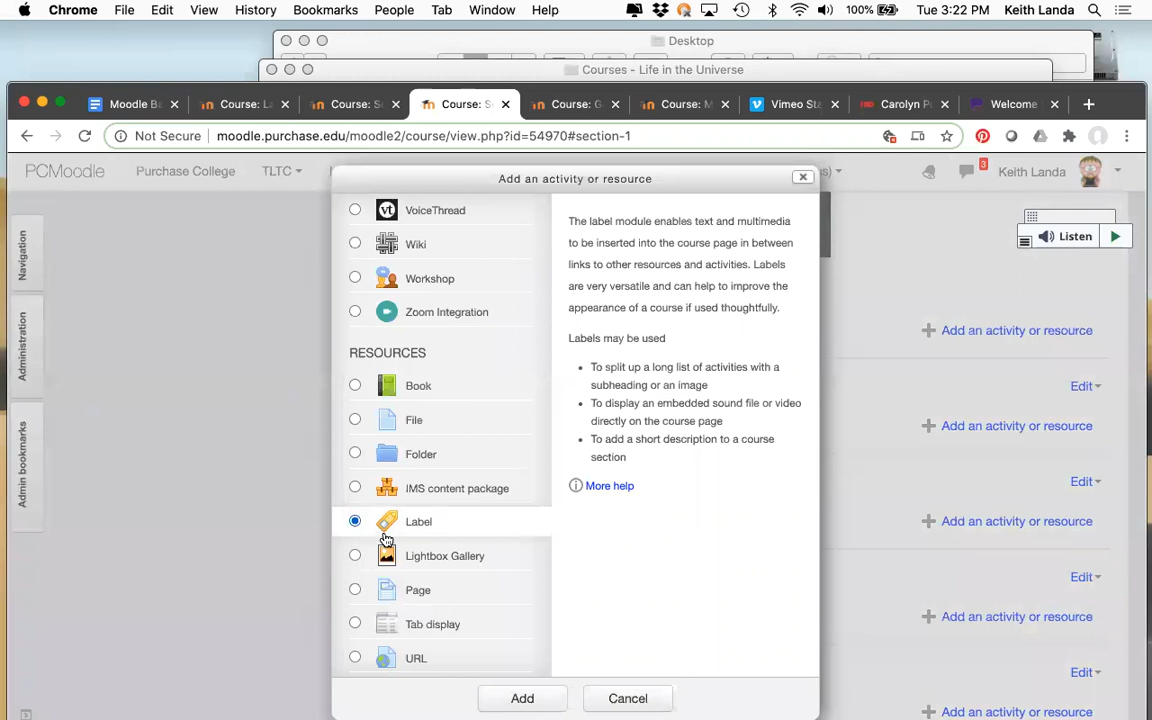 Chrome File Edit View History Bookmarks People Tab Window Help 100% Tue 3:22 PM Keith Landa
Desktop
Courses - Life in the Universe
Moodle Ba Course: La Course: Se Course: S Course: G Course: M Vimeo Sta Carolyn P Welcome
Not Secure moodle.purchase.edu/moodle2/course/view.php?id=54970#section-1
PCMoodle Purchase College TLTC 3 Keith Landa
Add an activity or resource
Listen
Navigation
Administration
Admin bookmarks
vt VoiceThread
Wiki
Workshop
Zoom Integration
RESOURCES
Book
File
Folder
IMS content package
Label
Lightbox Gallery
Page
Tab display
URL
The label module enables text and multimedia
to be inserted into the course page in between
links to other resources and activities. Labels
are very versatile and can help to improve the
appearance of a course if used thoughtfully.
Labels may be used
• To split up a long list of activities with a
subheading or an image
• To display an embedded sound file or video
directly on the course page
• To add a short description to a course
section
More help
Add an activity or resource
Edit
Add an activity or resource
Edit
Add an activity or resource
Edit
Add an activity or resource
Edit
Add an activity or resource
Add Cancel